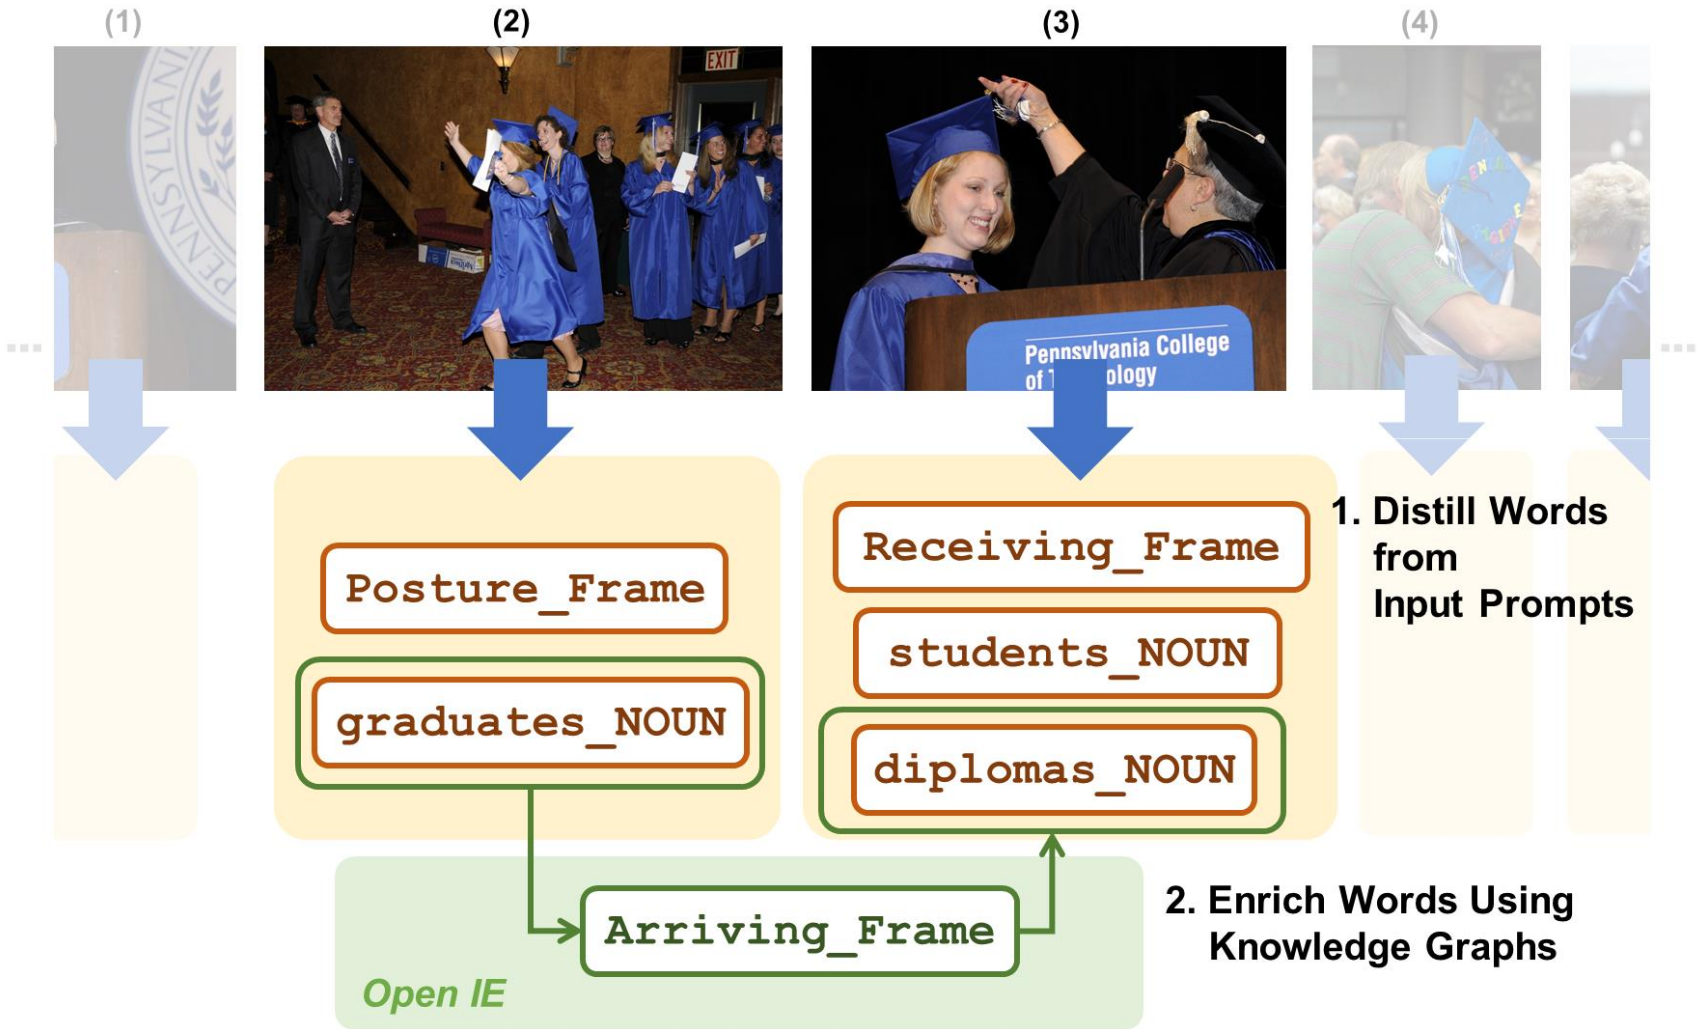 (1)
(2)
(3)
(4)
PENNSYLVANI
EXIT
Pennsylvania College
of T ology
...
...
Posture_Frame
graduates_NOUN
Receiving_Frame
students_NOUN
diplomas_NOUN
1. Distill Words
from
Input Prompts
Arriving_Frame
Open IE
2. Enrich Words Using
Knowledge Graphs